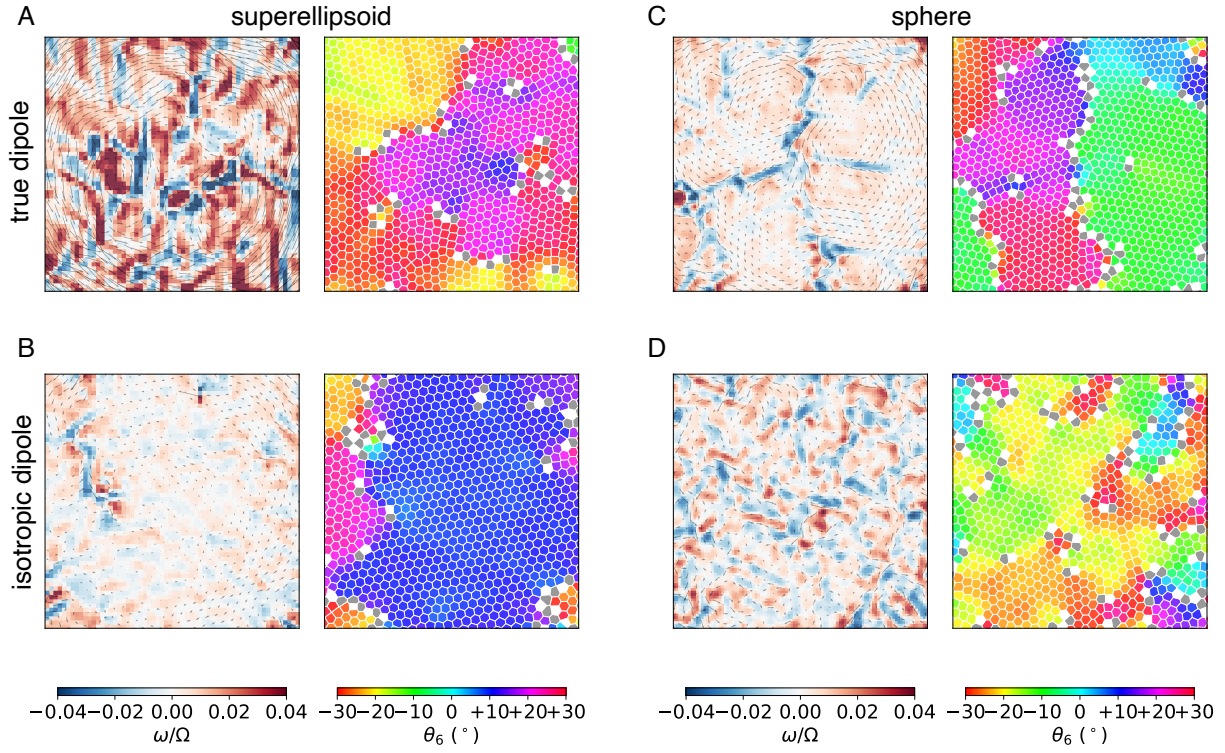 A
superellipsoid
C
sphere
true dipole
B
D
isotropic dipole
−0.04−0.02 0.00 0.02 0.04
ω/Ω
−30−20−10 0 +10+20+30
θ6 (°)
−0.04−0.02 0.00 0.02 0.04
ω/Ω
−30−20−10 0 +10+20+30
θ6 (°)